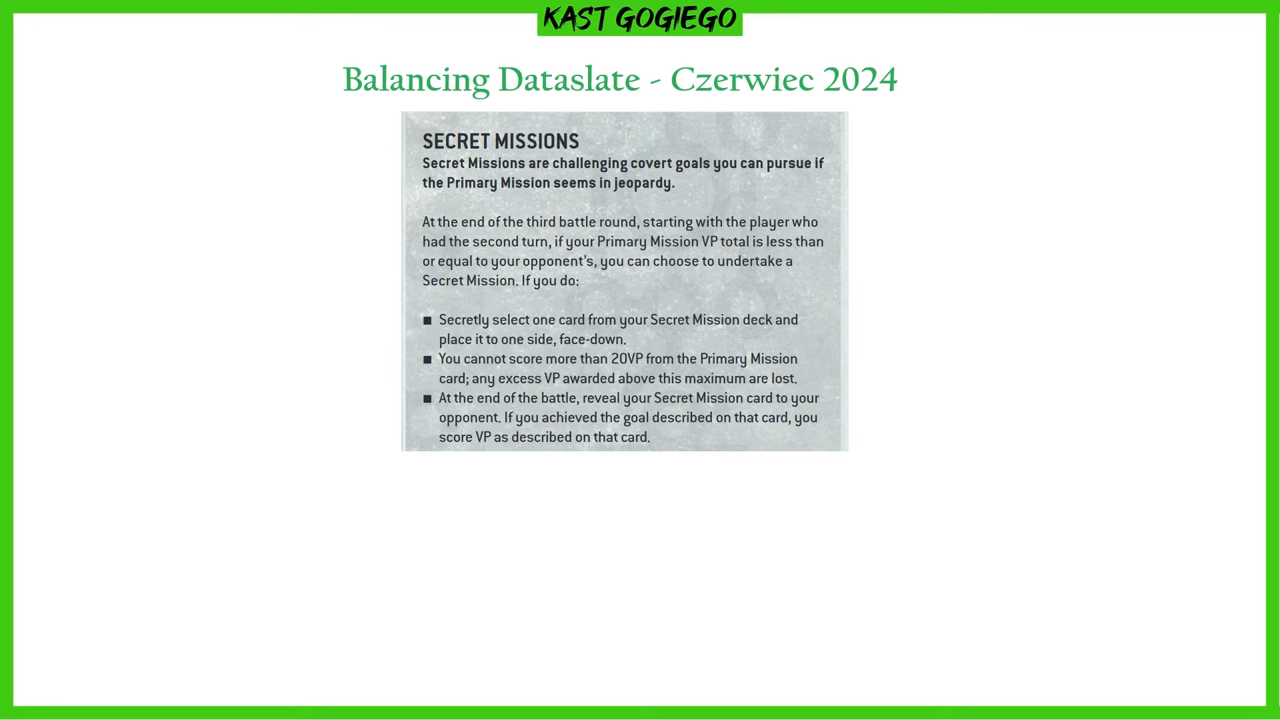 KAST GOGIEGO
Balancing Dataslate - Czerwiec 2024
SECRET MISSIONS
Secret Missions are challenging covert goals you can pursue if
the Primary Mission seems in jeopardy.
At the end of the third battle round, starting with the player who
had the second turn, if your Primary Mission VP total is less than
or equal to your opponent's, you can choose to undertake a
Secret Mission. If you do:
■ Secretly select one card from your Secret Mission deck and
place it to one side, face-down.
■ You cannot score more than 20VP from the Primary Mission
card; any excess VP awarded above this maximum are lost.
■ At the end of the battle, reveal your Secret Mission card to your
opponent. If you achieved the goal described on that card, you
score VP as described on that card.